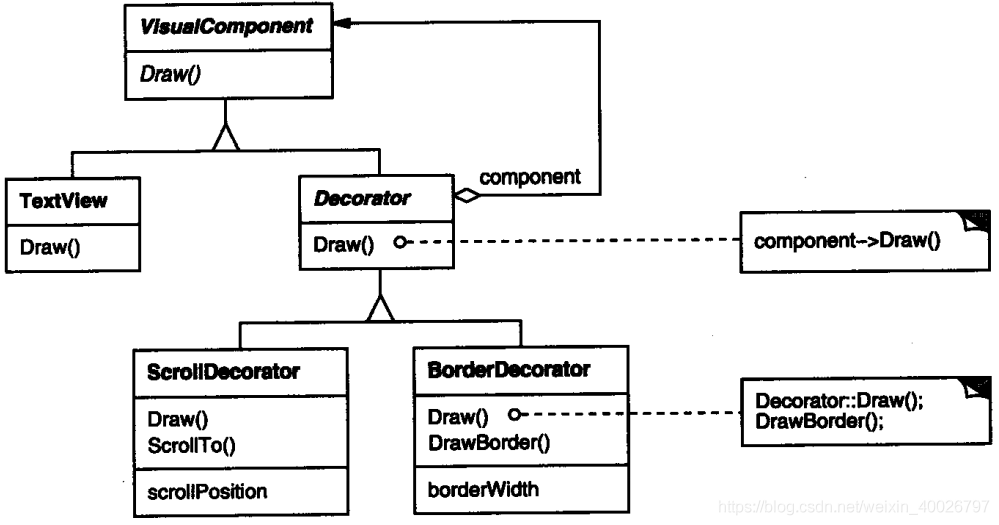 VisualComponent
Draw()
component
TextView
Draw()
Decorator
Draw()
component–>Draw()
ScrollDecorator
Draw()
ScrollTo()
scrollPosition
BorderDecorator
Draw()
DrawBorder()
borderWidth
Decorator::Draw();
DrawBorder();
https://blog.csdn.net/weixin_40026797